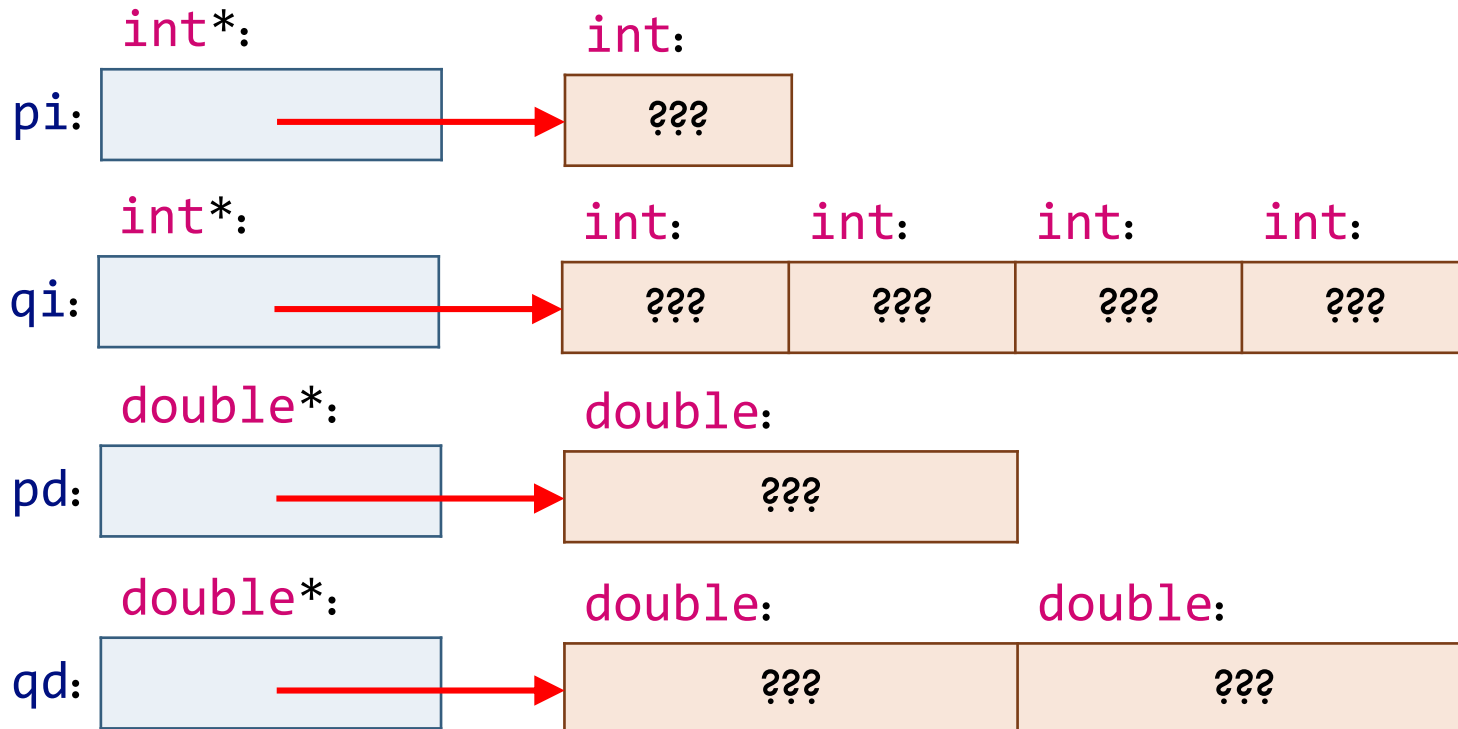 int*: int:
pi: ???
int*: int: int: int: int:
qi: ??? ??? ??? ???
double*: double:
pd: ???
double*: double: double:
qd: ??? ???